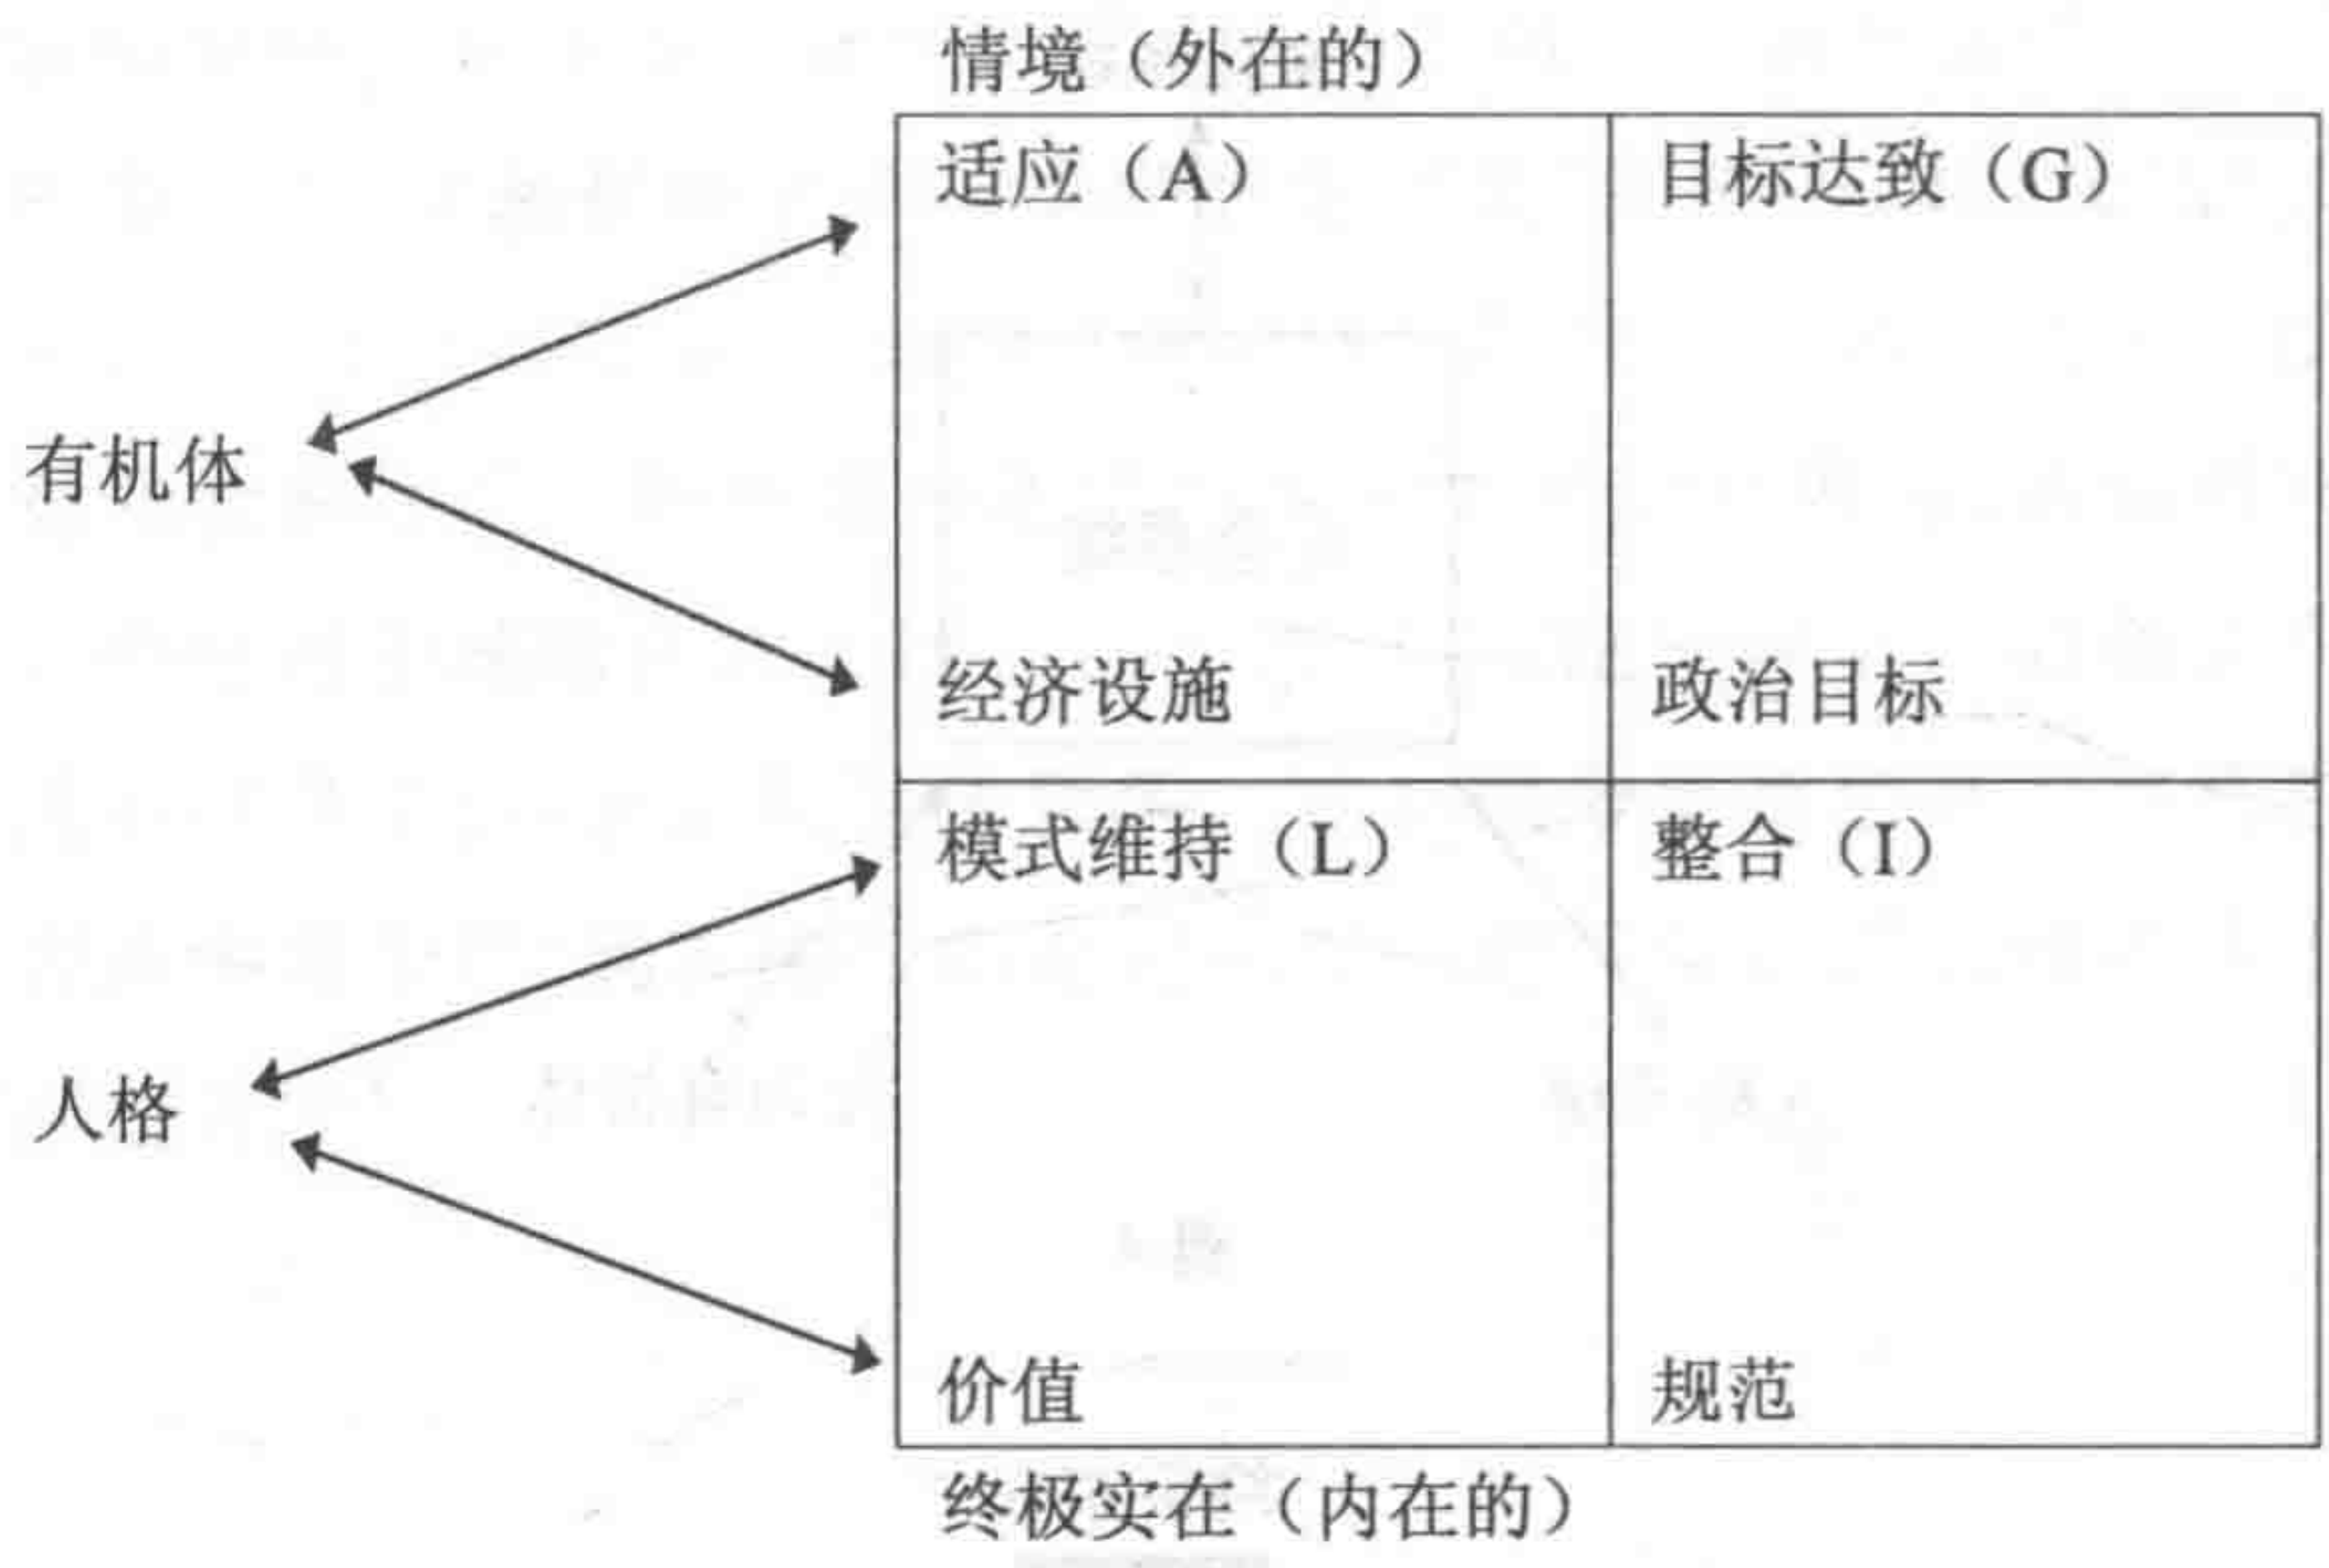 情境（外在的）
适应（A）
目标达致（G）
有机体
经济设施
政治目标
模式维持（L）
整合（I）
人格
价值
规范
终极实在（内在的）